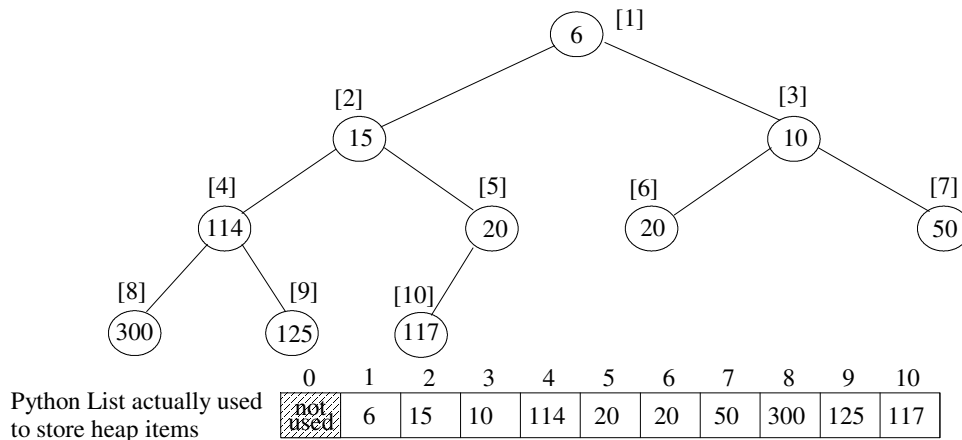 6 [1]
[2] [3]
15 10
[4] [5] [6] [7]
114 20 20 50
[8] [9] [10]
300 125 117
0 1 2 3 4 5 6 7 8 9 10
Python List actually used
to store heap items
not
used
6 15 10 114 20 20 50 300 125 117